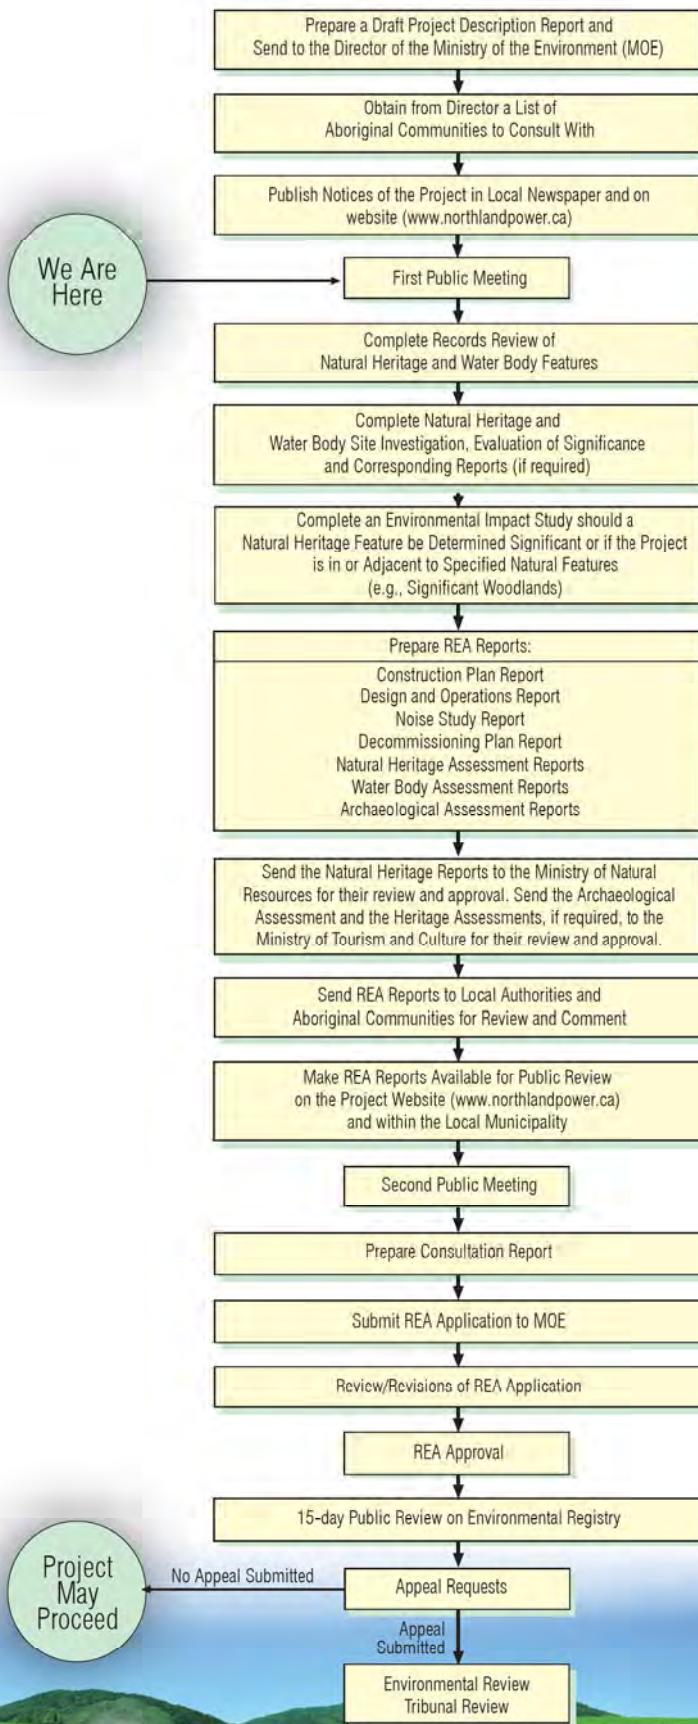 Prepare a Draft Project Description Report and
Send to the Director of the Ministry of the Environment (MOE)
Obtain from Director a List of
Aboriginal Communities to Consult With
Publish Notices of the Project in Local Newspaper and on
website (www.northlandpower.ca)
We Are
Here
First Public Meeting
Complete Records Review of
Natural Heritage and Water Body Features
Complete Natural Heritage and
Water Body Site Investigation, Evaluation of Significance
and Corresponding Reports (if required)
Complete an Environmental Impact Study should a
Natural Heritage Feature be Determined Significant or if the Project
is in or Adjacent to Specified Natural Features
(e.g., Significant Woodlands)
Prepare REA Reports:
Construction Plan Report
Design and Operations Report
Noise Study Report
Decommissioning Plan Report
Natural Heritage Assessment Reports
Water Body Assessment Reports
Archaeological Assessment Reports
Send the Natural Heritage Reports to the Ministry of Natural
Resources for their review and approval. Send the Archaeological
Assessment and the Heritage Assessments, if required, to the
Ministry of Tourism and Culture for their review and approval.
Send REA Reports to Local Authorities and
Aboriginal Communities for Review and Comment
Make REA Reports Available for Public Review
on the Project Website (www.northlandpower.ca)
and within the Local Municipality
Second Public Meeting
Prepare Consultation Report
Submit REA Application to MOE
Review/Revisions of REA Application
REA Approval
15-day Public Review on Environmental Registry
Project
May
Proceed
No Appeal Submitted
Appeal Requests
Appeal
Submitted
Environmental Review
Tribunal Review